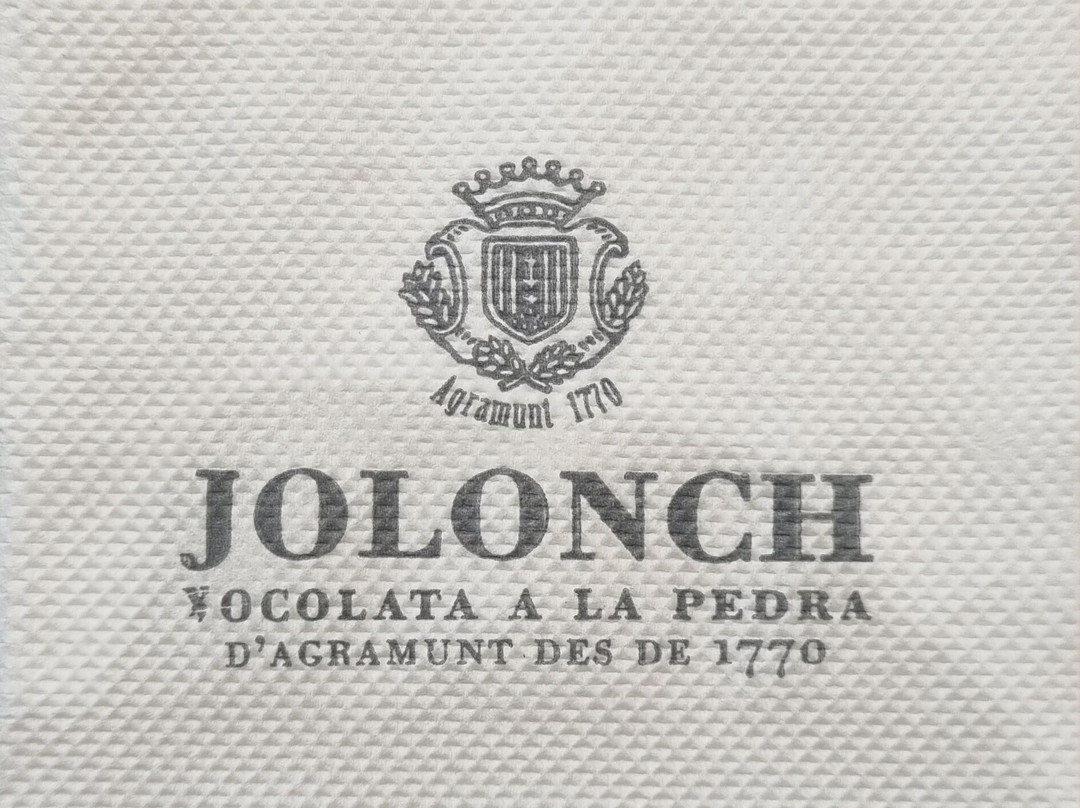 Agramunt 1770
JOLONCH
XOCOLATA A LA PEDRA
D'AGRAMUNT DES DE 1770